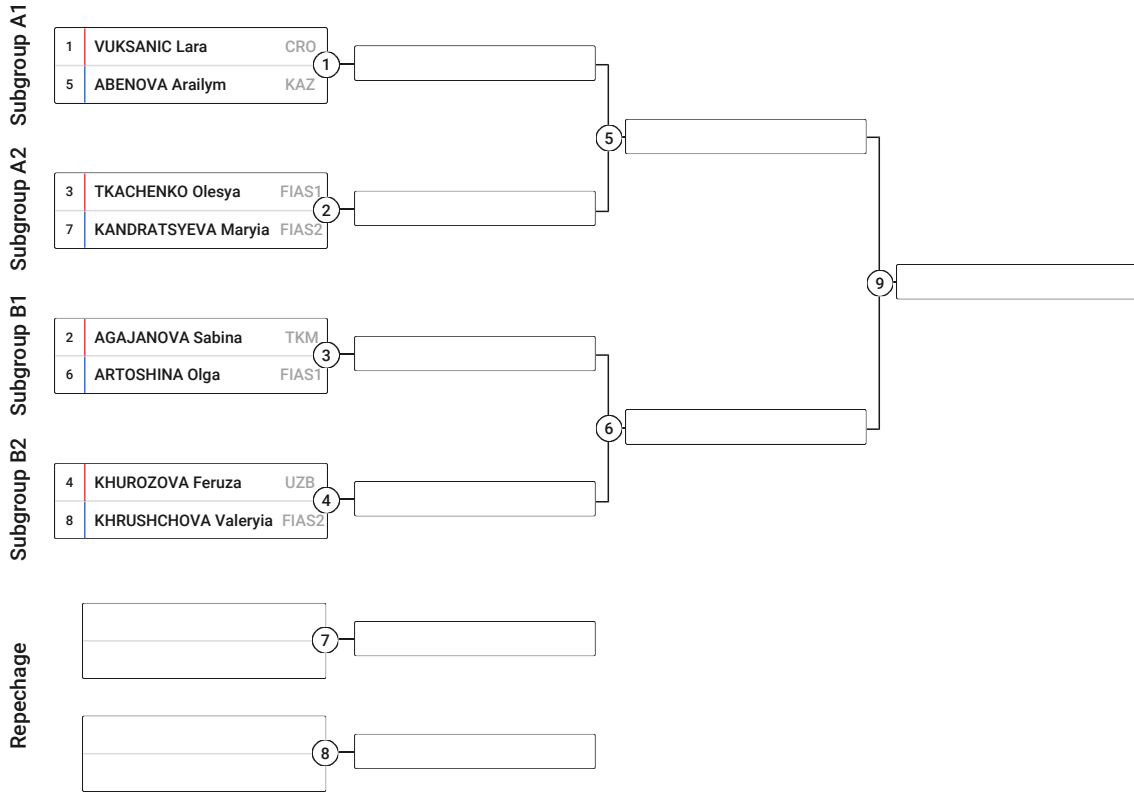 Subgroup A1
1 VUKSANIC Lara CRO
5 ABENOVA Arailym KAZ
1
5
Subgroup A2
3 TKACHENKO Olesya FIAS1
7 KANDRATSYEVA Maryia FIAS2
2
9
Subgroup B1
2 AGAJANOVA Sabina TKM
6 ARTOSHINA Olga FIAS1
3
6
Subgroup B2
4 KHUROZOVA Feruza UZB
8 KHRUSHCHOVA Valeryia FIAS2
4
Repechage
7
8